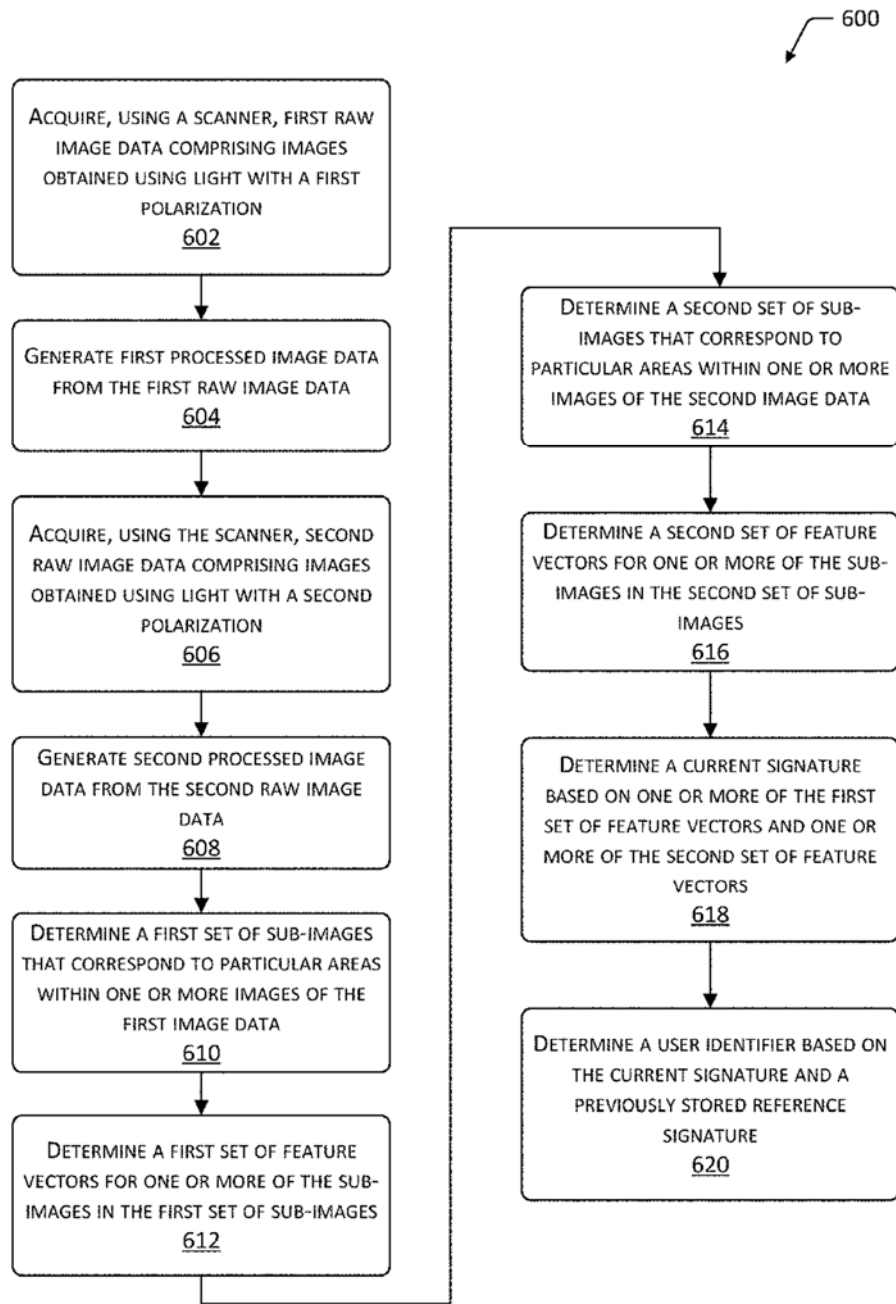 600
ACQUIRE, USING A SCANNER, FIRST RAW
IMAGE DATA COMPRISING IMAGES
OBTAINED USING LIGHT WITH A FIRST
POLARIZATION
602
GENERATE FIRST PROCESSED IMAGE DATA
FROM THE FIRST RAW IMAGE DATA
604
ACQUIRE, USING THE SCANNER, SECOND
RAW IMAGE DATA COMPRISING IMAGES
OBTAINED USING LIGHT WITH A SECOND
POLARIZATION
606
GENERATE SECOND PROCESSED IMAGE
DATA FROM THE SECOND RAW IMAGE
DATA
608
DETERMINE A FIRST SET OF SUB-IMAGES
THAT CORRESPOND TO PARTICULAR AREAS
WITHIN ONE OR MORE IMAGES OF THE
FIRST IMAGE DATA
610
DETERMINE A FIRST SET OF FEATURE
VECTORS FOR ONE OR MORE OF THE SUB-
IMAGES IN THE FIRST SET OF SUB-IMAGES
612
DETERMINE A SECOND SET OF SUB-
IMAGES THAT CORRESPOND TO
PARTICULAR AREAS WITHIN ONE OR MORE
IMAGES OF THE SECOND IMAGE DATA
614
DETERMINE A SECOND SET OF FEATURE
VECTORS FOR ONE OR MORE OF THE SUB-
IMAGES IN THE SECOND SET OF SUB-
IMAGES
616
DETERMINE A CURRENT SIGNATURE
BASED ON ONE OR MORE OF THE FIRST
SET OF FEATURE VECTORS AND ONE OR
MORE OF THE SECOND SET OF FEATURE
VECTORS
618
DETERMINE A USER IDENTIFIER BASED ON
THE CURRENT SIGNATURE AND A
PREVIOUSLY STORED REFERENCE
SIGNATURE
620